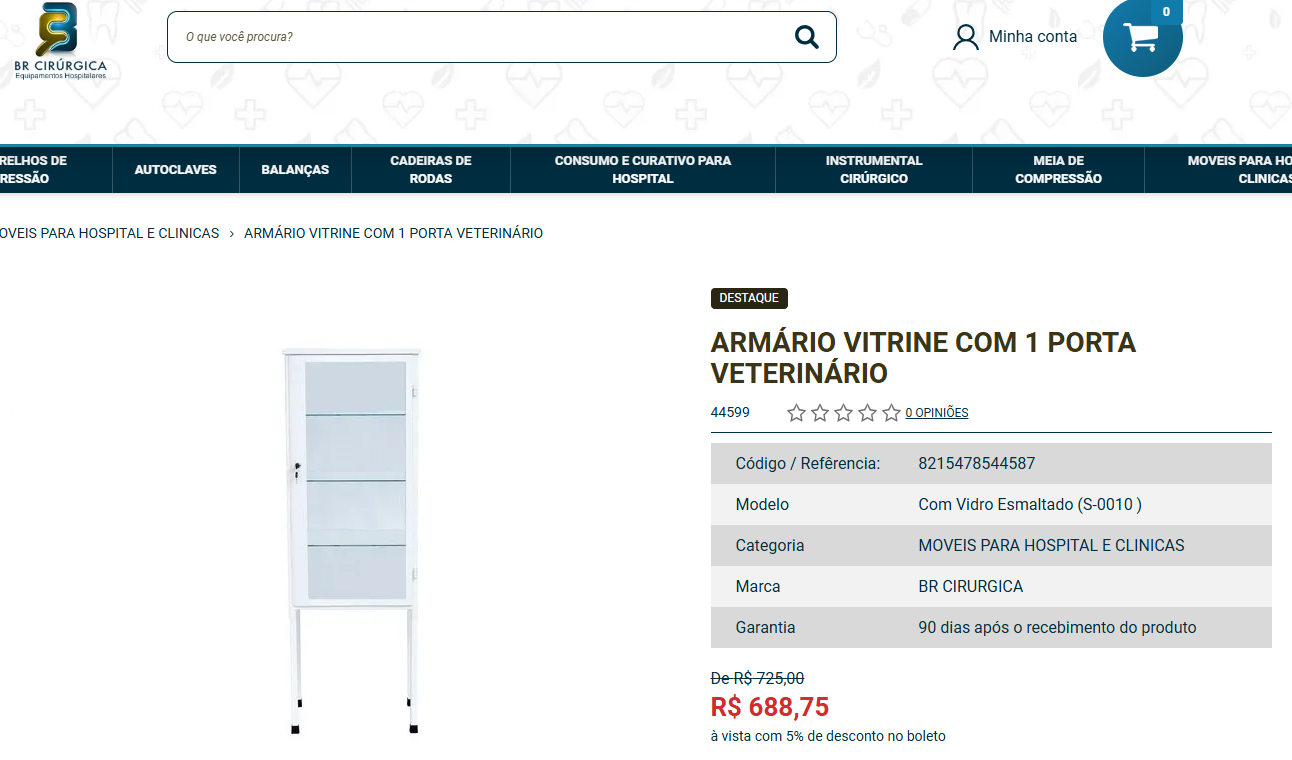 BR CIRÚRGICA
Equipamentos Hospitalares
O que você procura?
Minha conta
0
RELHOS DE
RESSÃO
AUTOCLAVES
BALANÇAS
CADEIRAS DE
RODAS
CONSUMO E CURATIVO PARA
HOSPITAL
INSTRUMENTAL
CIRÚRGICO
MEIA DE
COMPRESSÃO
MOVEIS PARA HO
CLINICAS
OVEIS PARA HOSPITAL E CLINICAS › ARMÁRIO VITRINE COM 1 PORTA VETERINÁRIO
DESTAQUE
ARMÁRIO VITRINE COM 1 PORTA
VETERINÁRIO
44599 0 OPINIÕES
Código / Refêrencia: 8215478544587
Modelo Com Vidro Esmaltado (S-0010 )
Categoria MOVEIS PARA HOSPITAL E CLINICAS
Marca BR CIRURGICA
Garantia 90 dias após o recebimento do produto
De R$ 725,00
R$ 688,75
à vista com 5% de desconto no boleto